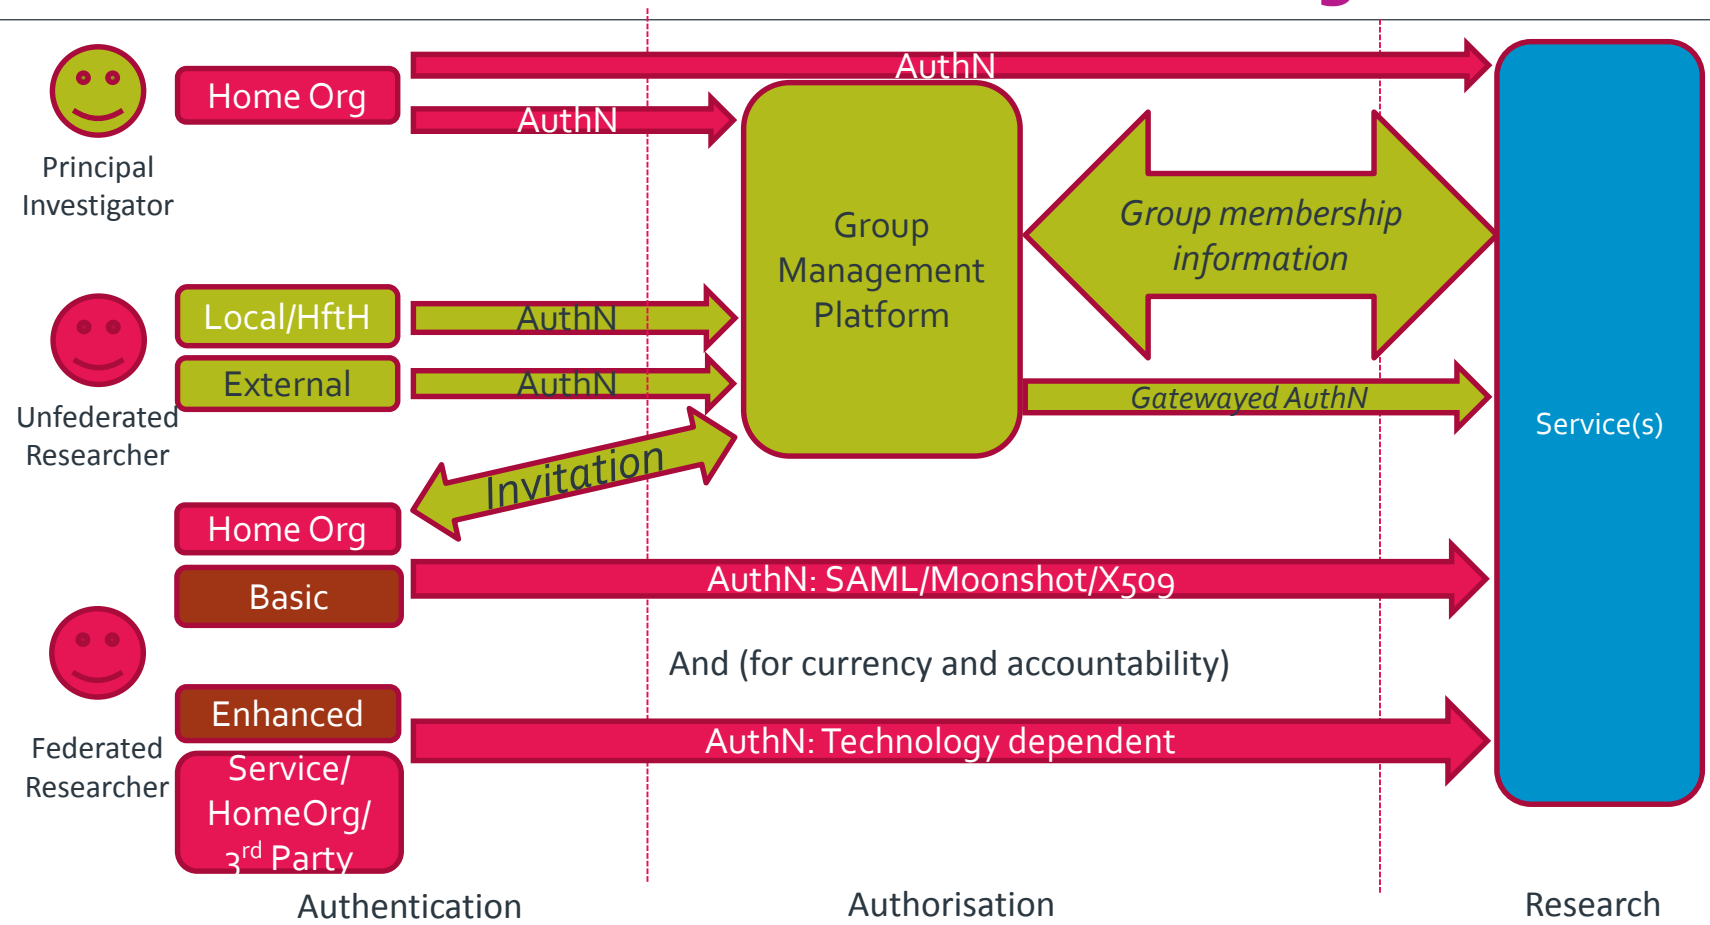 AuthN
Home Org
AuthN
Principal
Investigator
Group
Management
Platform
Group membership
information
Local/HftH
AuthN
External
AuthN
Gatewayed AuthN
Unfederated
Researcher
Service(s)
Invitation
Home Org
Basic
AuthN: SAML/Moonshot/X509
And (for currency and accountability)
Enhanced
AuthN: Technology dependent
Federated
Researcher
Service/
HomeOrg/
3rd Party
Authentication
Authorisation
Research